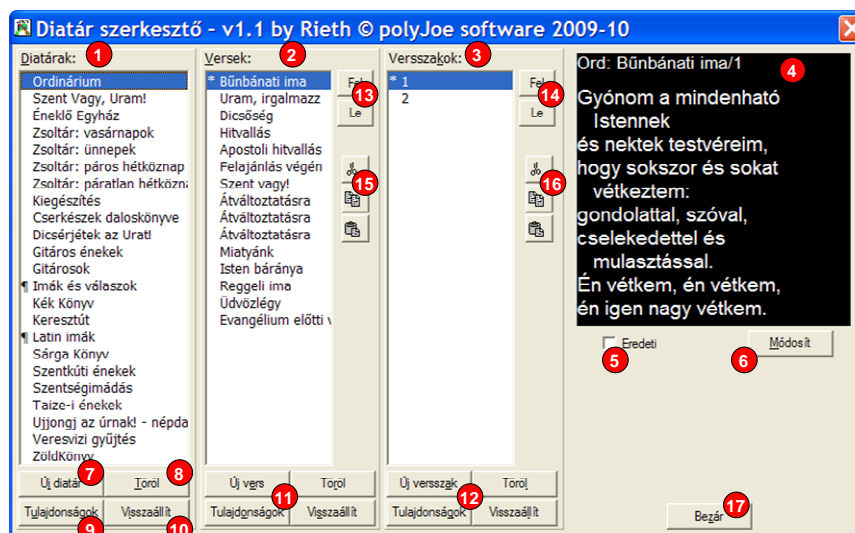 Diatár szerkesztő - v1.1 by Rieth © polyJoe software 2009-10
Diatárak: 1
Ordinárium
Szent Vagy, Uram!
Éneklő Egyház
Zsoltár: vasárnapok
Zsoltár: ünnepek
Zsoltár: páros hétköznap
Zsoltár: páratlan hétközna
Kiegészítés
Cserkészek daloskönyve
Dicsérjétek az Urat!
Gitáros énekek
Gitárosok
¶ Imák és válaszok
Kék Könyv
Keresztút
¶ Latin imák
Sárga Könyv
Szentkúti énekek
Szentségimádás
Taize-i énekek
Ujjongj az úrnak! - népda
Veresvizi gyűjtés
ZöldKönyv
Új diatár 7
Töröl 8
Tulajdonságok 9
Visszaállít 10
Versek: 2
* Bűnbánati ima
Uram, irgalmazz
Dicsőség
Hitvallás
Apostoli hitvallás
Felajánlás végén
Szent vagy!
Átváltoztatásra
Átváltoztatásra
Átváltoztatásra
Miatyánk
Isten báránya
Reggeli ima
Üdvözlégy
Evangélium előtti v
Fel
13
Le
15
Új vers
Töröl
11
Tulajdonságok
Visszaállít
Versszakok: 3
* 1
2
Fel
14
Le
16
Új versszak
Töröl
12
Tulajdonságok
Visszaállít
Ord: Bűnbánati ima/1 4
Gyónom a mindenható
Istennek
és nektek testvéreim,
hogy sokszor és sokat
vétkeztem:
gondolattal, szóval,
cselekedettel és
mulasztással.
Én vétkem, én vétkem,
én igen nagy vétkem.
5 Eredeti
6 Módosít
Bezár 17